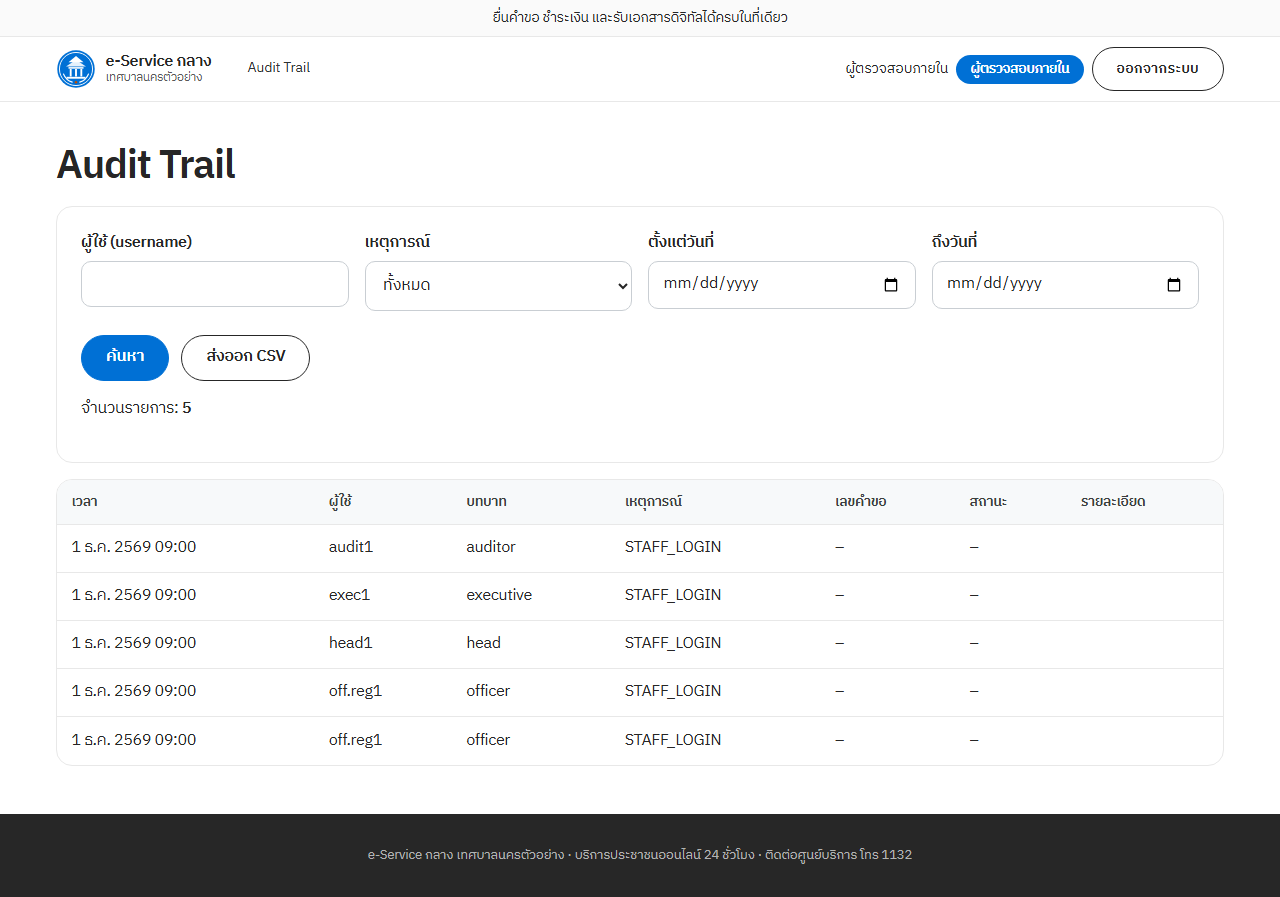 ยื่นคำขอ ชำระเงิน และรับเอกสารดิจิทัลได้ครบในที่เดียว
e-Service กลาง
เทศบาลนครตัวอย่าง
Audit Trail
ผู้ตรวจสอบภายใน
ผู้ตรวจสอบภายใน
ออกจากระบบ
Audit Trail
ผู้ใช้ (username)
เหตุการณ์
ตั้งแต่วันที่
ถึงวันที่
ทั้งหมด
mm/dd/yyyy
mm/dd/yyyy
ค้นหา
ส่งออก CSV
จำนวนรายการ: 5
เวลา ผู้ใช้ บทบาท เหตุการณ์ เลขคำขอ สถานะ รายละเอียด
1 ธ.ค. 2569 09:00 audit1 auditor STAFF_LOGIN – –
1 ธ.ค. 2569 09:00 exec1 executive STAFF_LOGIN – –
1 ธ.ค. 2569 09:00 head1 head STAFF_LOGIN – –
1 ธ.ค. 2569 09:00 off.reg1 officer STAFF_LOGIN – –
1 ธ.ค. 2569 09:00 off.reg1 officer STAFF_LOGIN – –
e-Service กลาง เทศบาลนครตัวอย่าง · บริการประชาชนออนไลน์ 24 ชั่วโมง · ติดต่อศูนย์บริการ โทร 1132